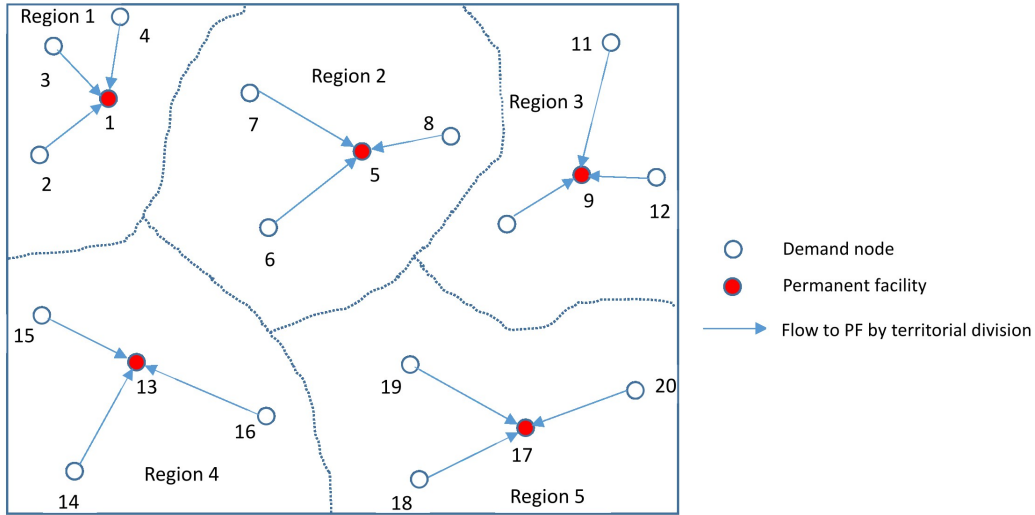 Region 1
4
3
1
2
Region 2
7
8
5
6
11
Region 3
9
12
15
13
16
14
Region 4
19
20
17
18
Region 5
Demand node
Permanent facility
Flow to PF by territorial division